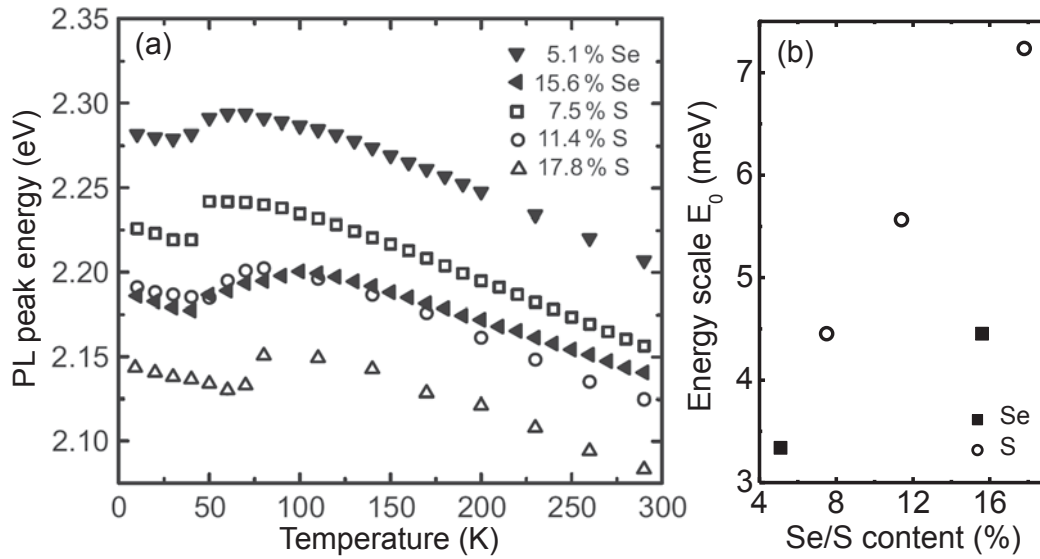 (a)
5.1 % Se
15.6 % Se
7.5 % S
11.4 % S
17.8 % S
2.35
2.30
2.25
2.20
2.15
2.10
PL peak energy (eV)
0 50 100 150 200 250 300
Temperature (K)
(b)
7
6
5
4
3
Energy scale E₀ (meV)
Se
S
4 8 12 16
Se/S content (%)